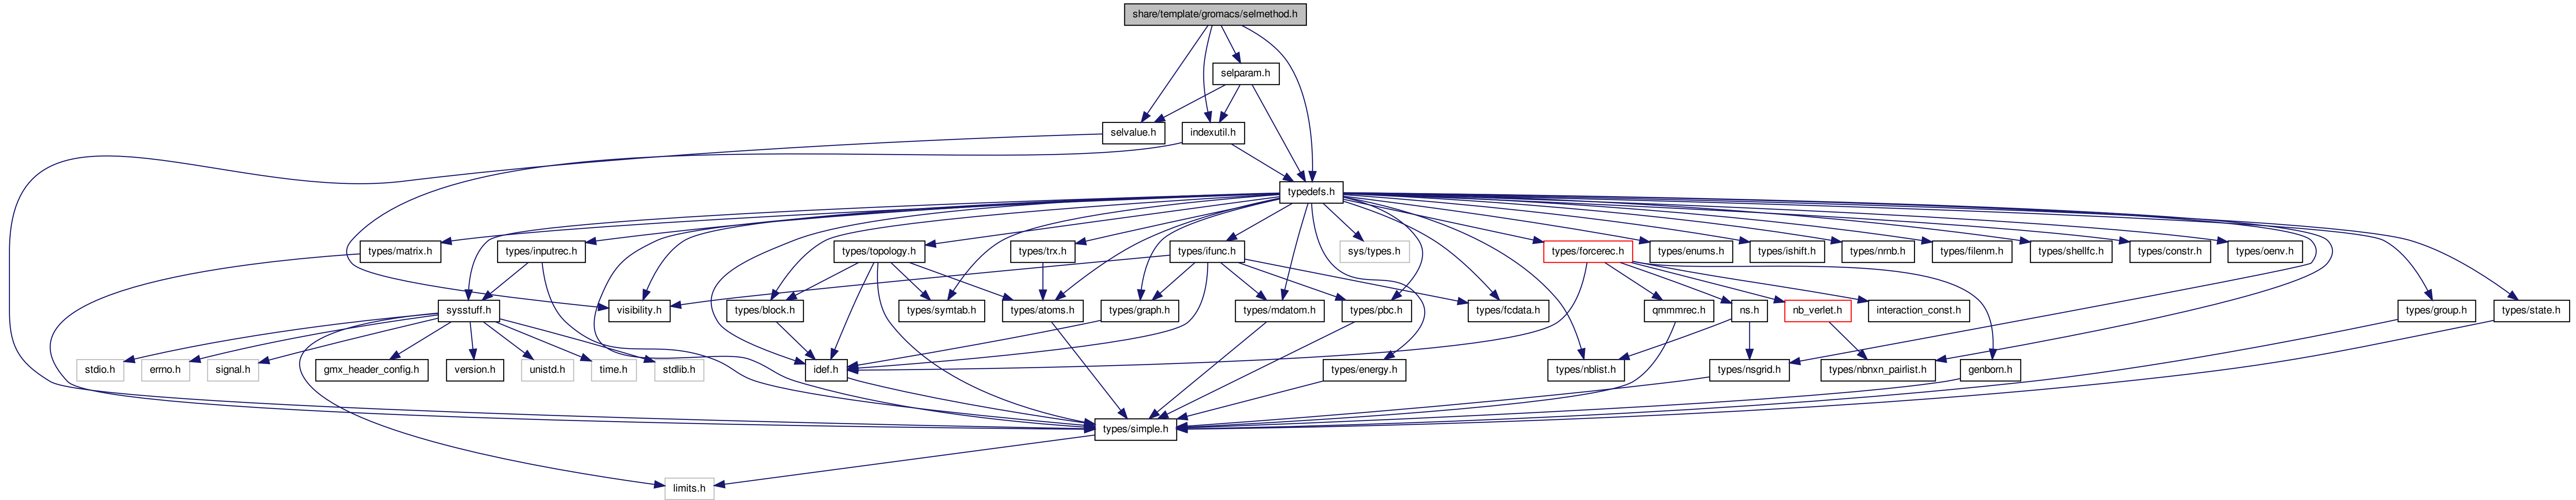 share/template/gromacs/selmethod.h
selparam.h
selvalue.h
indexutil.h
typedefs.h
types/matrix.h
types/inputrec.h
types/topology.h
types/trx.h
types/ifunc.h
sys/types.h
types/forcerec.h
types/enums.h
types/ishift.h
types/nrnb.h
types/filenm.h
types/shellfc.h
types/constr.h
types/oenv.h
sysstuff.h
visibility.h
types/block.h
types/symtab.h
types/atoms.h
types/graph.h
types/mdatom.h
types/pbc.h
types/fcdata.h
qmmmrec.h
ns.h
nb_verlet.h
interaction_const.h
types/group.h
types/state.h
stdio.h
errno.h
signal.h
gmx_header_config.h
version.h
unistd.h
time.h
stdlib.h
idef.h
types/energy.h
types/nblist.h
types/nsgrid.h
types/nbnxn_pairlist.h
genborn.h
types/simple.h
limits.h